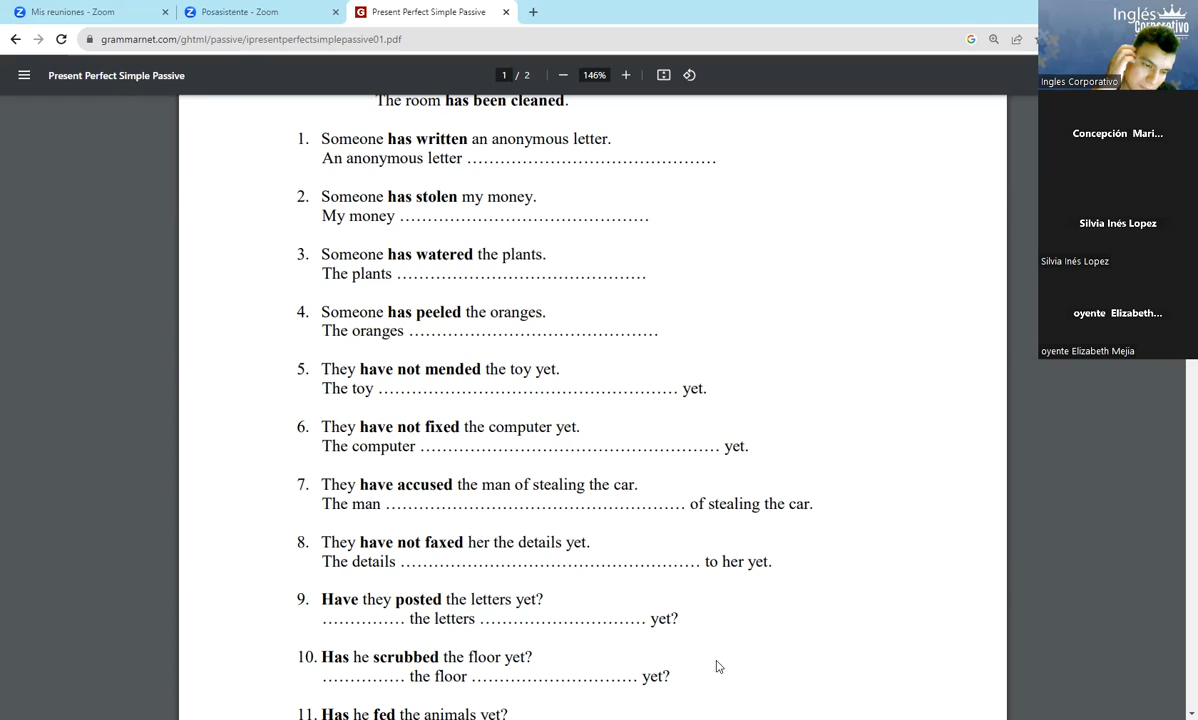 Mis reuniones - Zoom
Posasistente - Zoom
Present Perfect Simple Passive
grammarnet.com/ghtml/passive/ipresentperfectsimplepassive01.pdf
Present Perfect Simple Passive
1 / 2
146%
The room has been cleaned.
1. Someone has written an anonymous letter.
An anonymous letter ………………………………………
2. Someone has stolen my money.
My money ………………………………………
3. Someone has watered the plants.
The plants ………………………………………
4. Someone has peeled the oranges.
The oranges ………………………………………
5. They have not mended the toy yet.
The toy ……………………………………………… yet.
6. They have not fixed the computer yet.
The computer ……………………………………………… yet.
7. They have accused the man of stealing the car.
The man ……………………………………………… of stealing the car.
8. They have not faxed her the details yet.
The details ……………………………………………… to her yet.
9. Have they posted the letters yet?
…………… the letters ………………………… yet?
10. Has he scrubbed the floor yet?
…………… the floor ………………………… yet?
11. Has he fed the animals yet?
Inglés
Corporativo
Ingles Corporativo
Concepción Mari...
Silvia Inés Lopez
Silvia Inés Lopez
oyente Elizabeth...
oyente Elizabeth Mejia